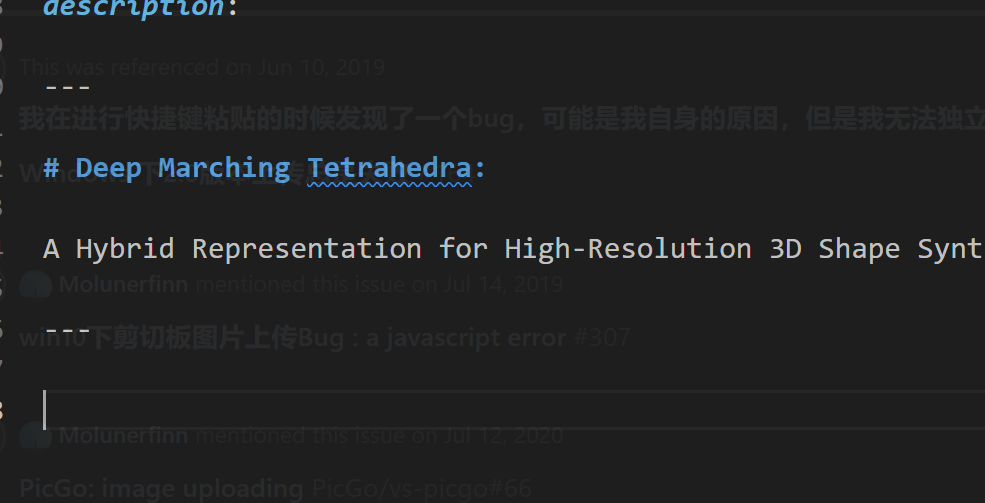 description:
This was referenced on Jun 10, 2019
---
我在进行快捷键粘贴的时候发现了一个bug，可能是我自身的原因，但是我无法独立
# Deep Marching Tetrahedra:
A Hybrid Representation for High-Resolution 3D Shape Synt
Molunerfinn mentioned this issue on Jul 14, 2019
---
win10下剪切板图片上传Bug : a javascript error #307
Molunerfinn mentioned this issue on Jul 12, 2020
PicGo: image uploading PicGo/vs-picgo#66